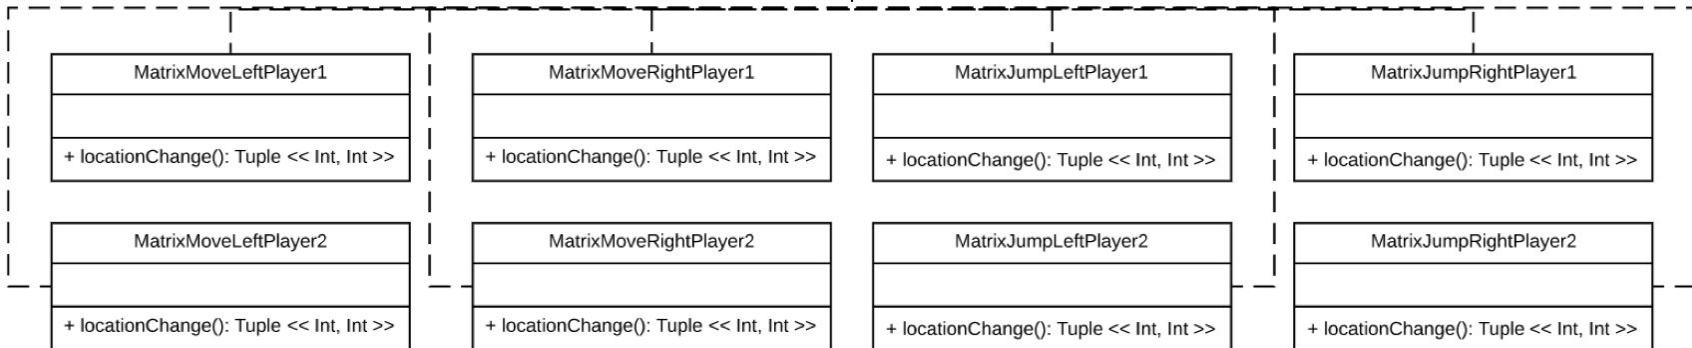 MatrixMoveLeftPlayer1
+ locationChange(): Tuple << Int, Int >>
MatrixMoveRightPlayer1
+ locationChange(): Tuple << Int, Int >>
MatrixJumpLeftPlayer1
+ locationChange(): Tuple << Int, Int >>
MatrixJumpRightPlayer1
+ locationChange(): Tuple << Int, Int >>
MatrixMoveLeftPlayer2
+ locationChange(): Tuple << Int, Int >>
MatrixMoveRightPlayer2
+ locationChange(): Tuple << Int, Int >>
MatrixJumpLeftPlayer2
+ locationChange(): Tuple << Int, Int >>
MatrixJumpRightPlayer2
+ locationChange(): Tuple << Int, Int >>